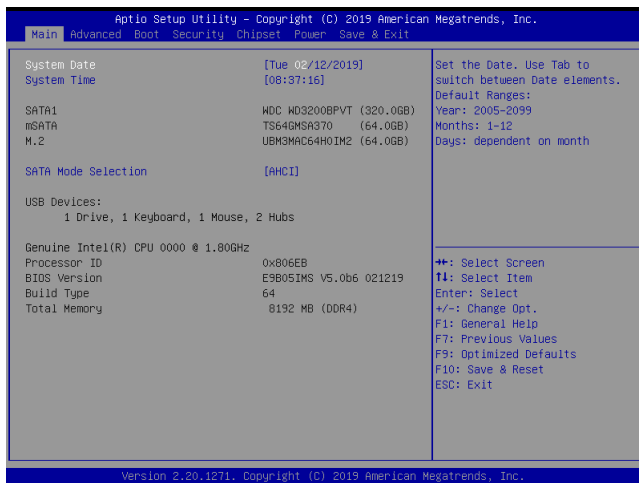 Aptio Setup Utility – Copyright (C) 2019 American Megatrends, Inc.
Main Advanced Boot Security Chipset Power Save & Exit
System Date [Tue 02/12/2019]
System Time [08:37:16]
SATA1 WDC WD3200BPVT (320.0GB)
mSATA TS64GMSA370 (64.0GB)
M.2 UBM3MAC64H0IM2 (64.0GB)
SATA Mode Selection [AHCI]
USB Devices:
1 Drive, 1 Keyboard, 1 Mouse, 2 Hubs
Genuine Intel(R) CPU 0000 @ 1.80GHz
Processor ID 0x806EB
BIOS Version E9B05IMS V5.0b6 021219
Build Type 64
Total Memory 8192 MB (DDR4)
Set the Date. Use Tab to
switch between Date elements.
Default Ranges:
Year: 2005-2099
Months: 1-12
Days: dependent on month
→←: Select Screen
↑↓: Select Item
Enter: Select
+/-: Change Opt.
F1: General Help
F7: Previous Values
F9: Optimized Defaults
F10: Save & Reset
ESC: Exit
Version 2.20.1271. Copyright (C) 2019 American Megatrends, Inc.